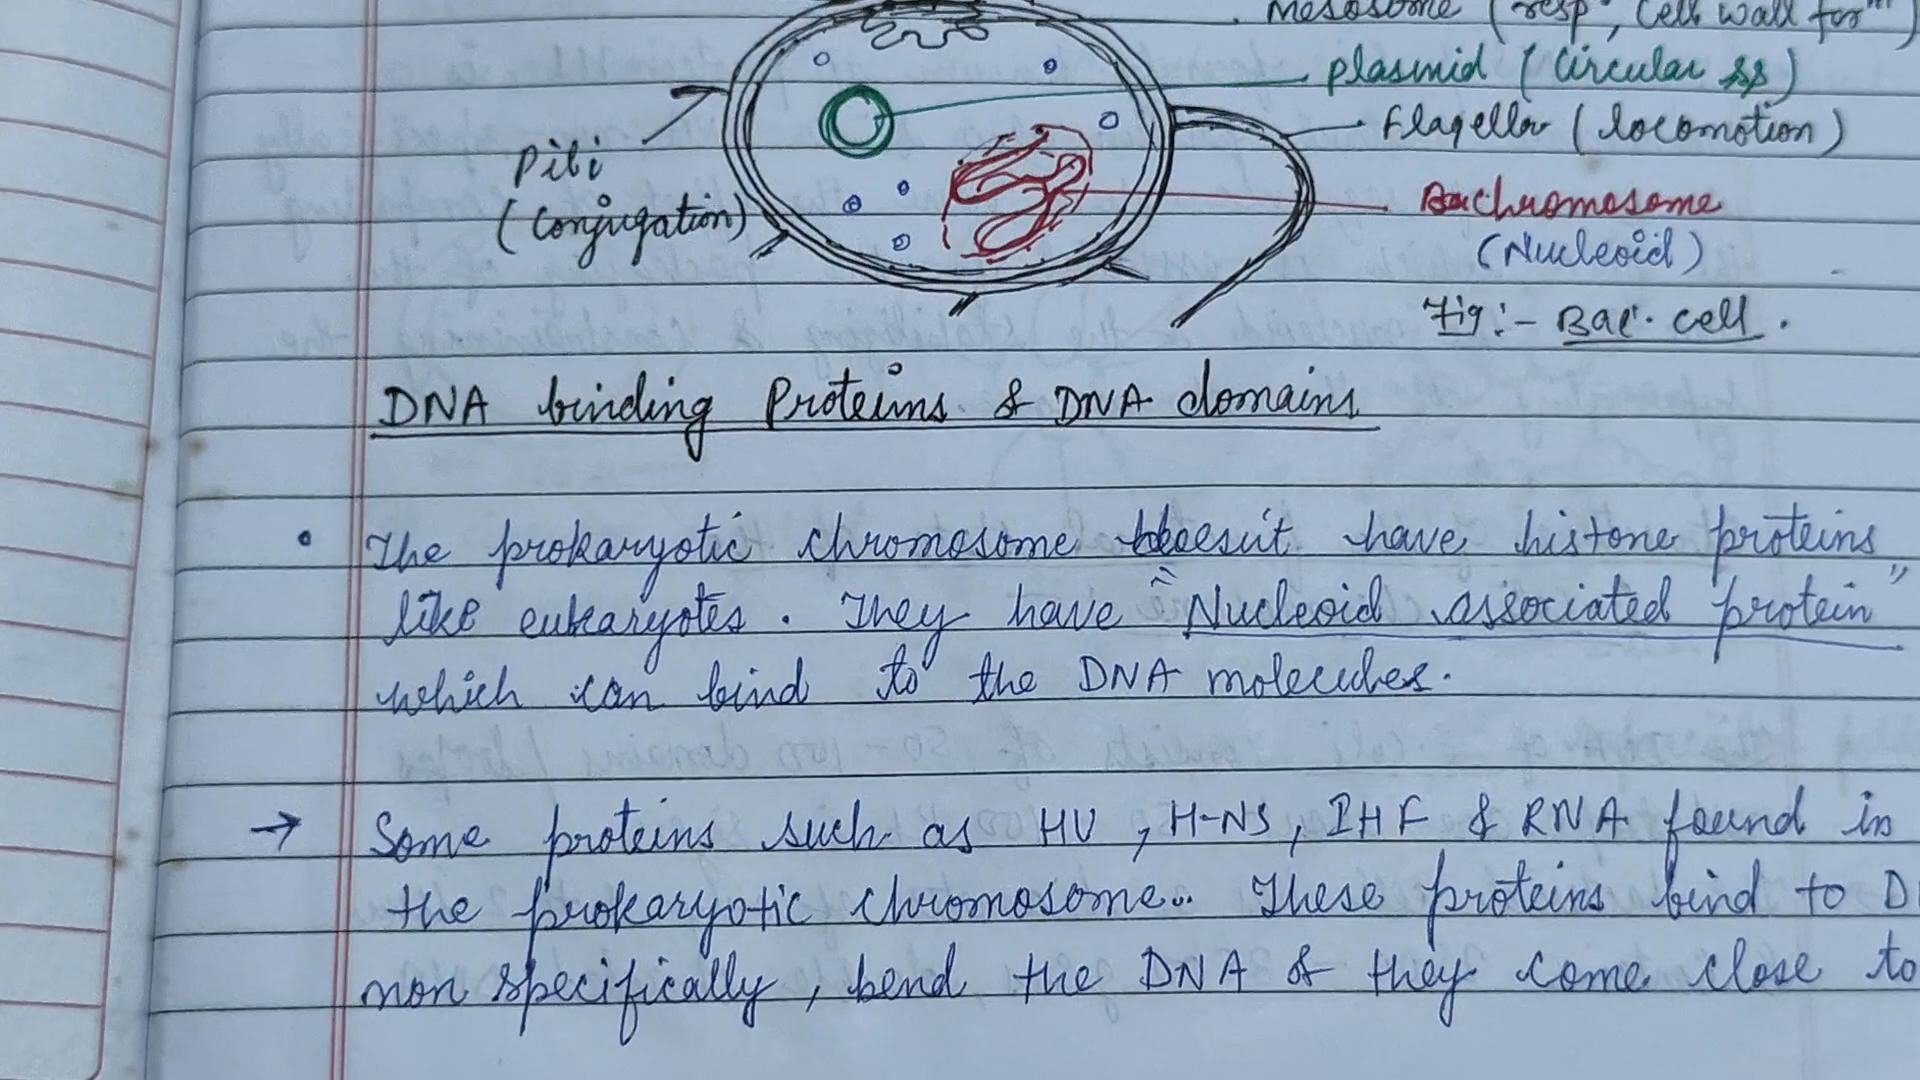 Mesosome (resp", cell wall for^m)
plasmid (circular ss)
flagella (locomotion)
Pili
(Conjugation)
chromosome
(Nucleoid)
Fig:- Bac. cell.
DNA binding Proteins & DNA domains
• The prokaryotic chromosome doesn't have histone proteins
like eukaryotes. They have "Nucleoid associated protein"
which can bind to the DNA molecules.
→ Some proteins such as HU, H-NS, IHF & RNA found in
the prokaryotic chromosome.. These proteins bind to
non specifically, bend the DNA & they come close to